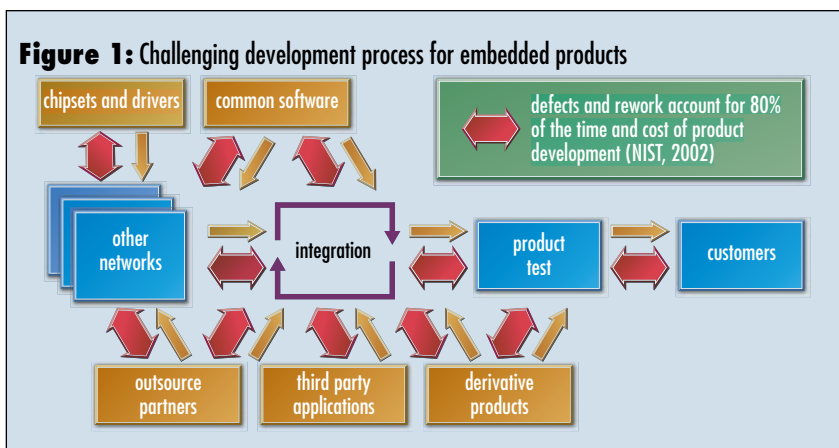 Figure 1: Challenging development process for embedded products
chipsets and drivers
common software
defects and rework account for 80%
of the time and cost of product
development (NIST, 2002)
other
networks
integration
product
test
customers
outsource
partners
third party
applications
derivative
products